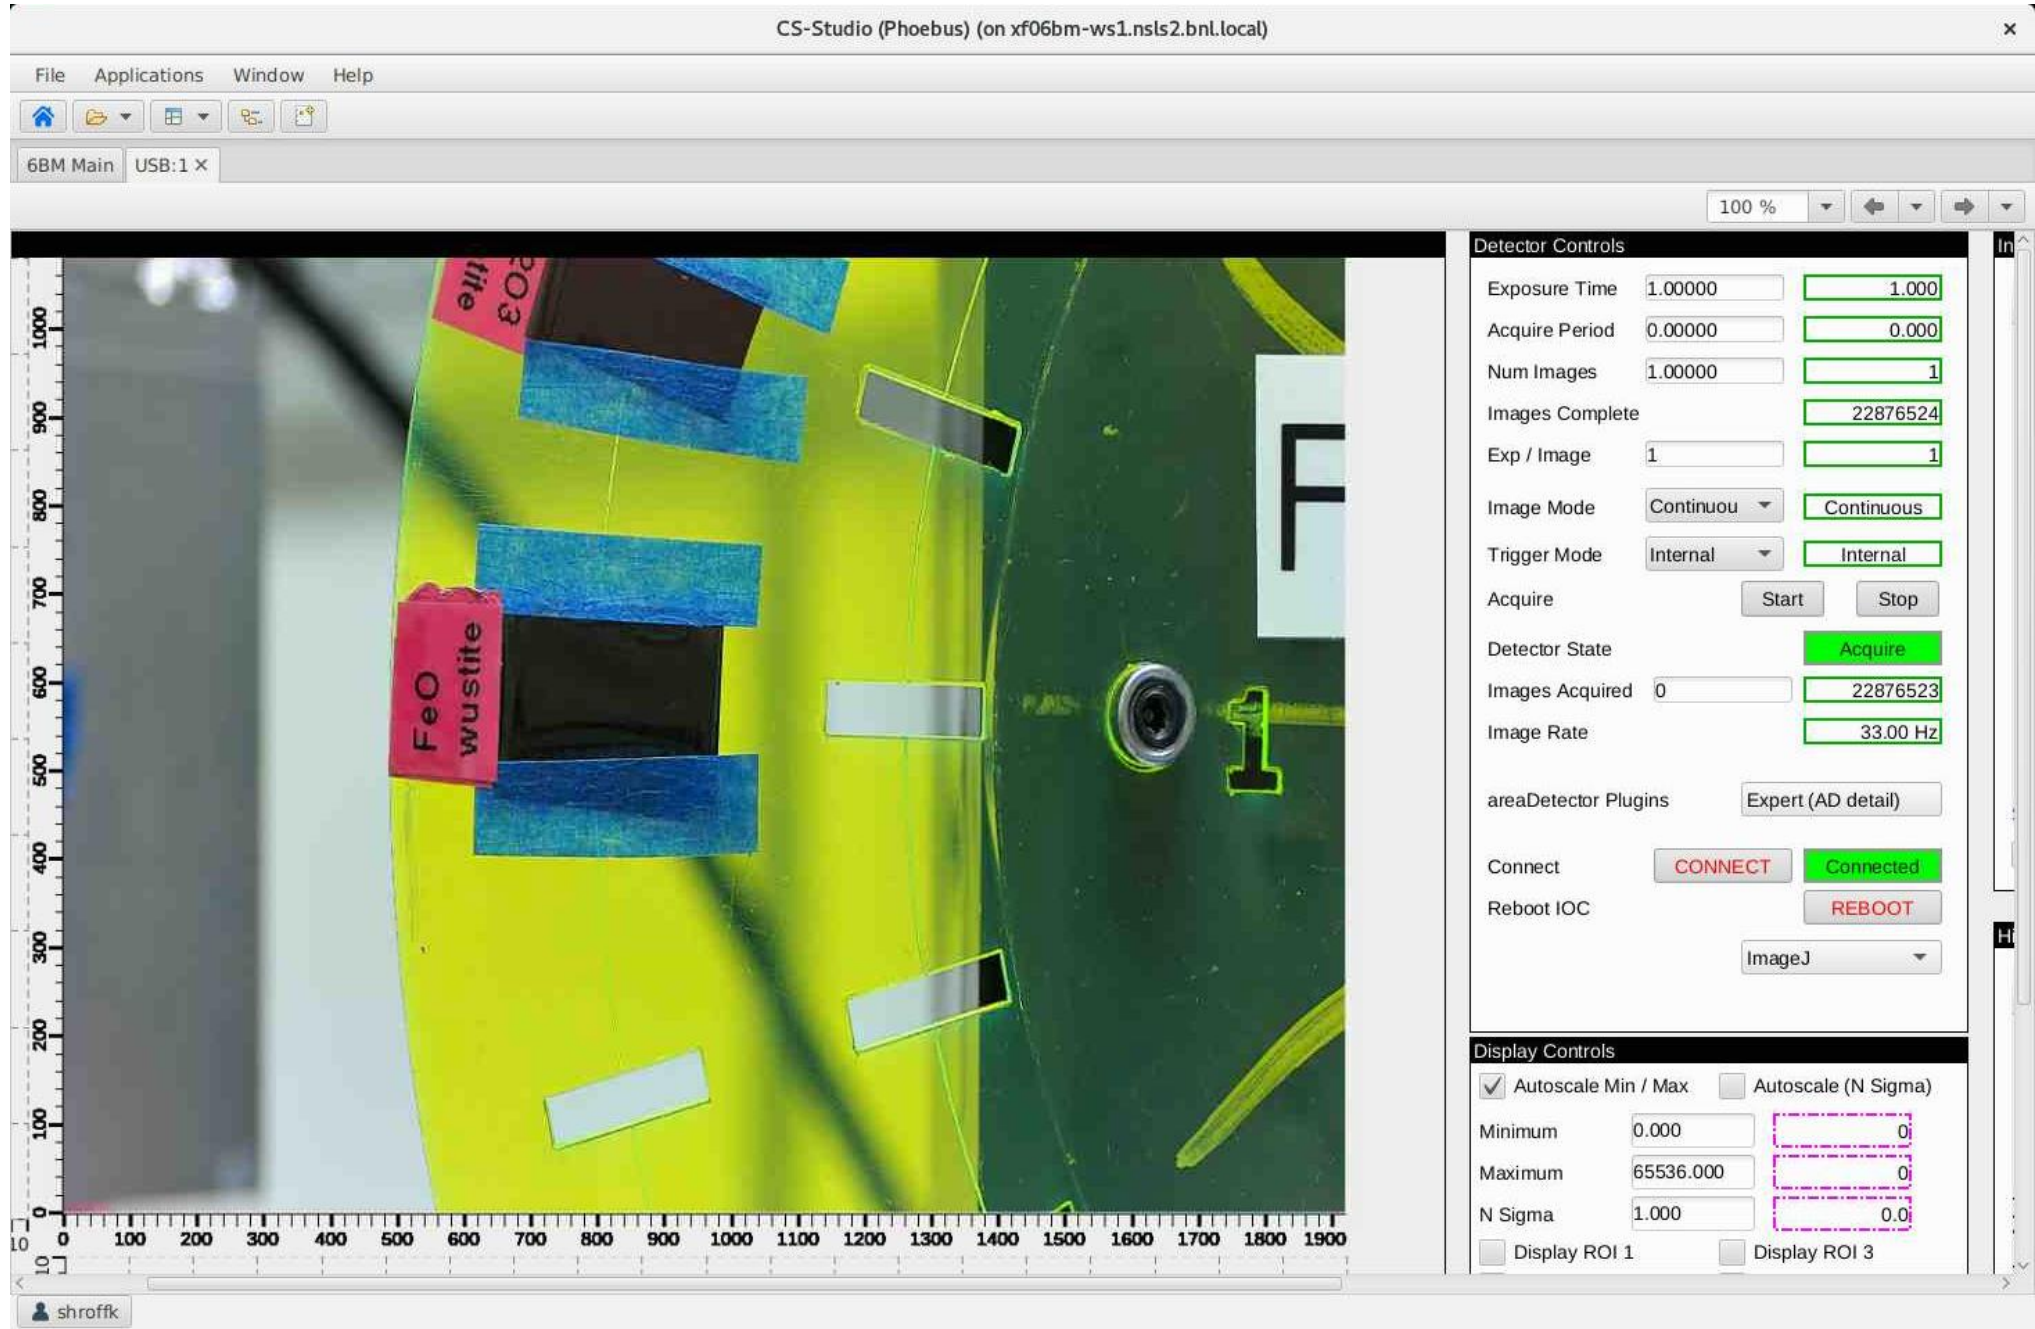 CS-Studio (Phoebus) (on xf06bm-ws1.nsls2.bnl.local)
File Applications Window Help
6BM Main USB:1
100 %
Detector Controls
In
Exposure Time 1.00000 1.000
Acquire Period 0.00000 0.000
Num Images 1.00000 1
Images Complete 22876524
Exp / Image 1 1
Image Mode Continuou Continuous
Trigger Mode Internal Internal
Acquire Start Stop
Detector State Acquire
Images Acquired 0 22876523
Image Rate 33.00 Hz
areaDetector Plugins Expert (AD detail)
Connect CONNECT Connected
Reboot IOC REBOOT
ImageJ
Hi
Display Controls
Autoscale Min / Max Autoscale (N Sigma)
Minimum 0.000 0
Maximum 65536.000 0
N Sigma 1.000 0.0
Display ROI 1 Display ROI 3
1000
900
800
700
600
500
400
300
200
100
0
0 100 200 300 400 500 600 700 800 900 1000 1100 1200 1300 1400 1500 1600 1700 1800 1900
10
10
2O3
tite
FeO
wustite
F
1
shroffk